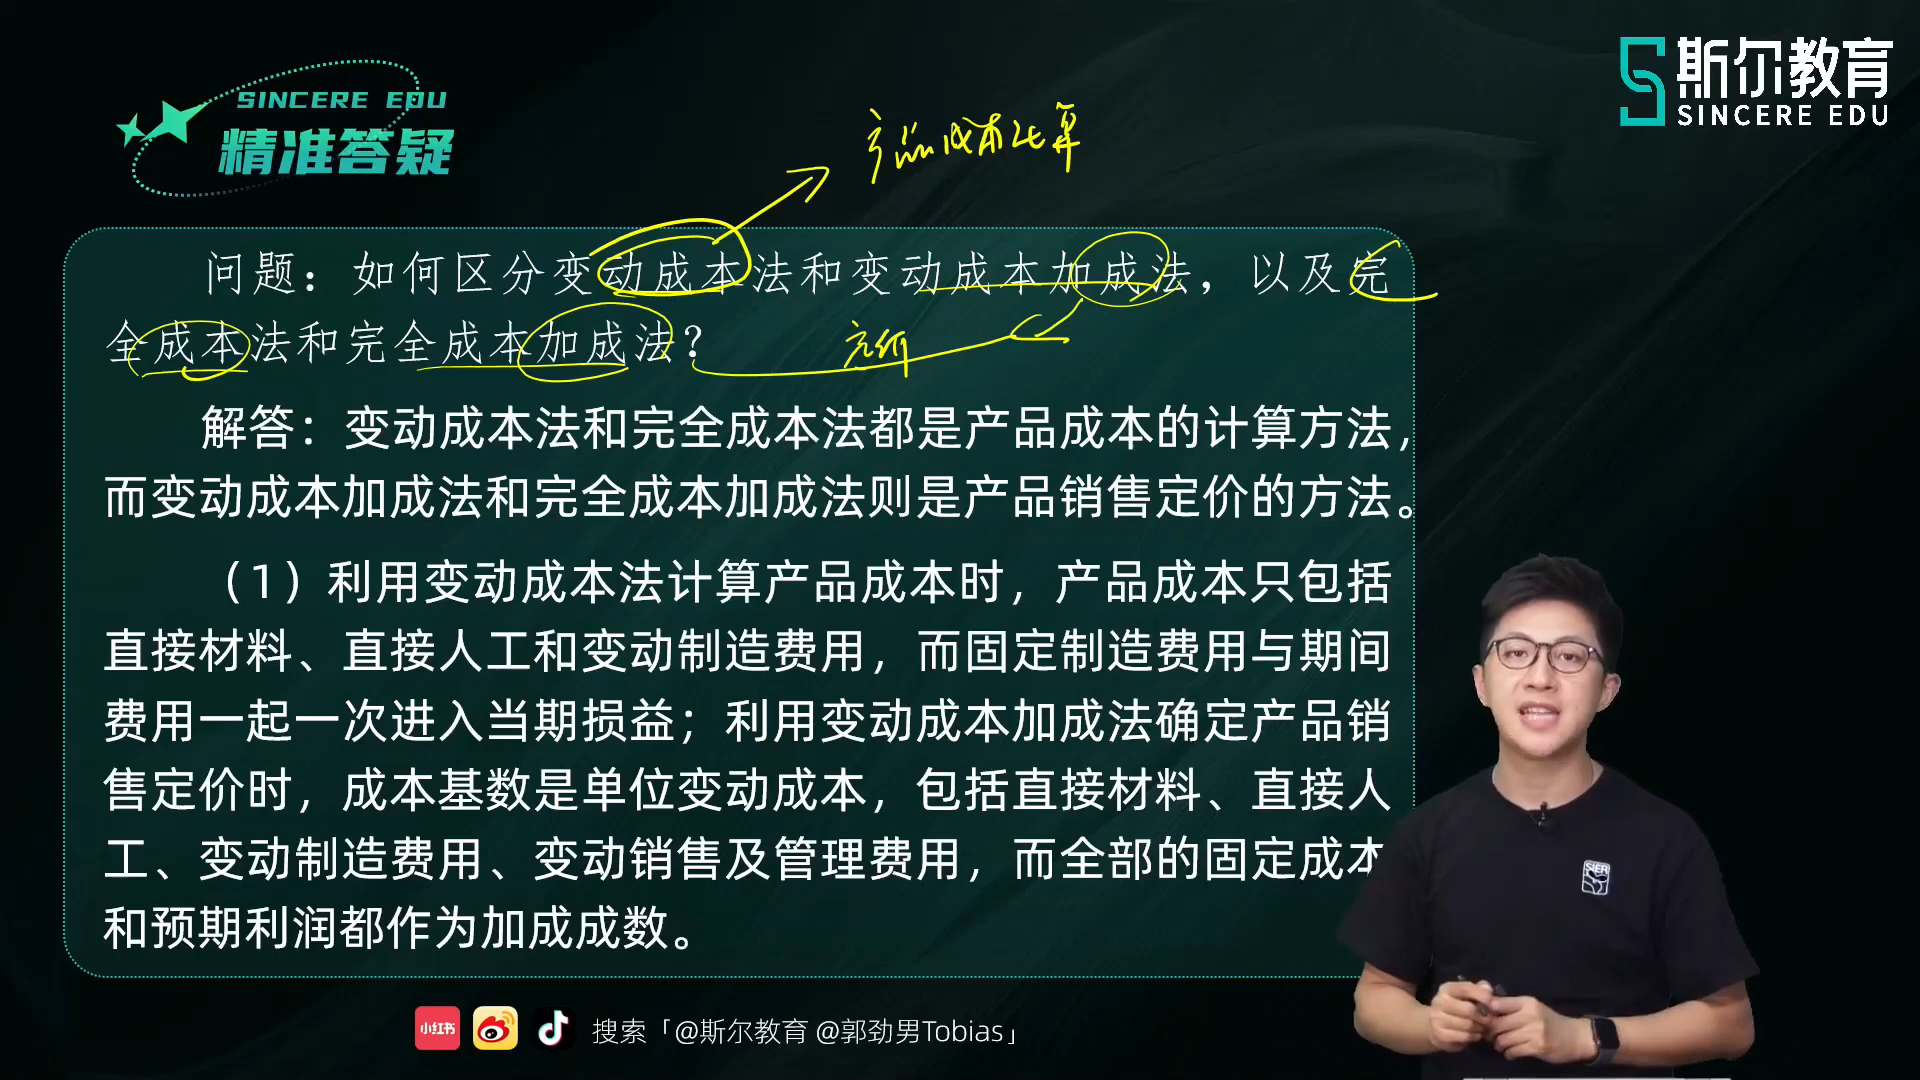 斯尔教育
SINCERE EDU
SINCERE EDU
精准答疑
产品成本计算
问题：如何区分变动成本法和变动成本加成法，以及完
全成本法和完全成本加成法？
定价
解答：变动成本法和完全成本法都是产品成本的计算方法，
而变动成本加成法和完全成本加成法则是产品销售定价的方法。
（1）利用变动成本法计算产品成本时，产品成本只包括
直接材料、直接人工和变动制造费用，而固定制造费用与期间
费用一起一次进入当期损益；利用变动成本加成法确定产品销
售定价时，成本基数是单位变动成本，包括直接材料、直接人
工、变动制造费用、变动销售及管理费用，而全部的固定成本
和预期利润都作为加成成数。
SIER
小红书
搜索「@斯尔教育 @郭劲男Tobias」